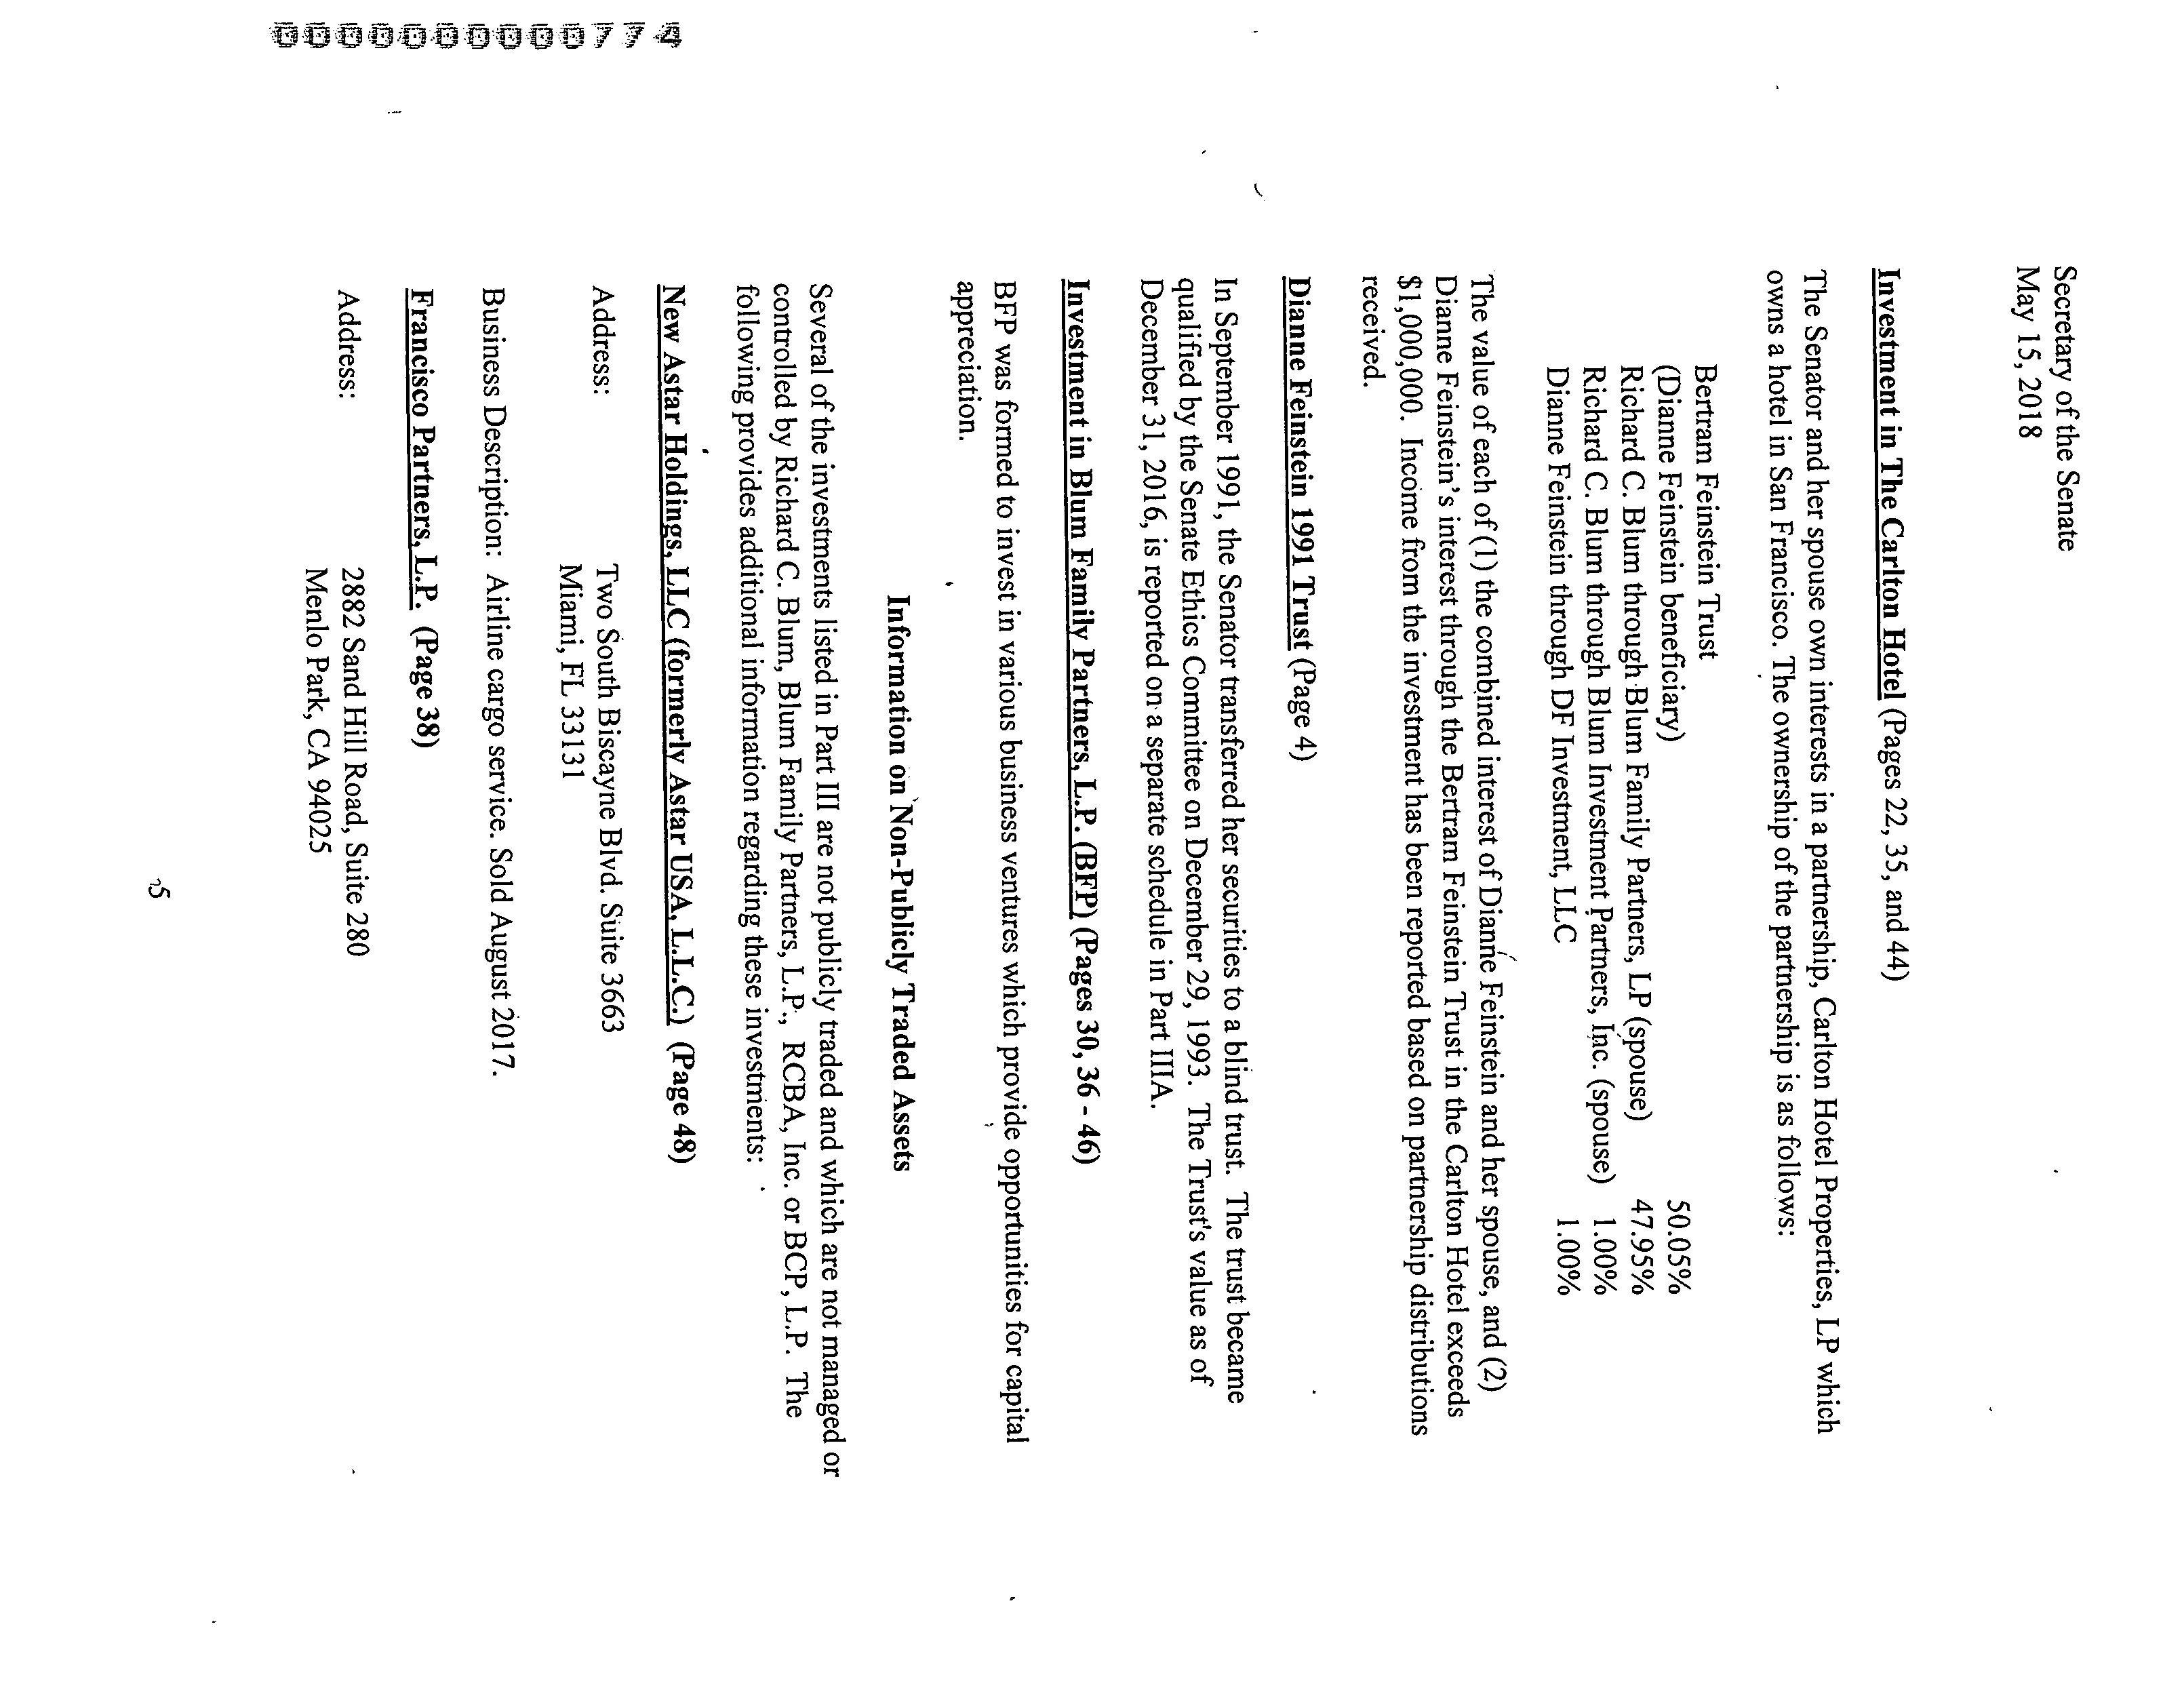 Secretary of the Senate
May 15, 2018
Investment in The Carlton Hotel (Pages 22, 35, and 44)
The Senator and her spouse own interests in a partnership, Carlton Hotel Properties, LP which
owns a hotel in San Francisco. The ownership of the partnership is as follows:
Bertram Feinstein Trust
(Dianne Feinstein beneficiary) 50.05%
Richard C. Blum through Blum Family Partners, LP (spouse) 47.95%
Richard C. Blum through Blum Investment Partners, Inc. (spouse) 1.00%
Dianne Feinstein through DF Investment, LLC 1.00%
The value of each of (1) the combined interest of Dianne Feinstein and her spouse, and (2)
Dianne Feinstein's interest through the Bertram Feinstein Trust in the Carlton Hotel exceeds
$1,000,000. Income from the investment has been reported based on partnership distributions
received.
Dianne Feinstein 1991 Trust (Page 4)
In September 1991, the Senator transferred her securities to a blind trust. The trust became
qualified by the Senate Ethics Committee on December 29, 1993. The Trust's value as of
December 31, 2016, is reported on a separate schedule in Part IIIA.
Investment in Blum Family Partners, L.P. (BFP) (Pages 30, 36 - 46)
BFP was formed to invest in various business ventures which provide opportunities for capital
appreciation.
Information on Non-Publicly Traded Assets
Several of the investments listed in Part III are not publicly traded and which are not managed or
controlled by Richard C. Blum, Blum Family Partners, L.P., RCBA, Inc. or BCP, L.P. The
following provides additional information regarding these investments:
New Astar Holdings, LLC (formerly Astar USA, L.L.C.) (Page 48)
Address: Two South Biscayne Blvd. Suite 3663
Miami, FL 33131
Business Description: Airline cargo service. Sold August 2017.
Francisco Partners, L.P. (Page 38)
Address: 2882 Sand Hill Road, Suite 280
Menlo Park, CA 94025
5
0000000000774